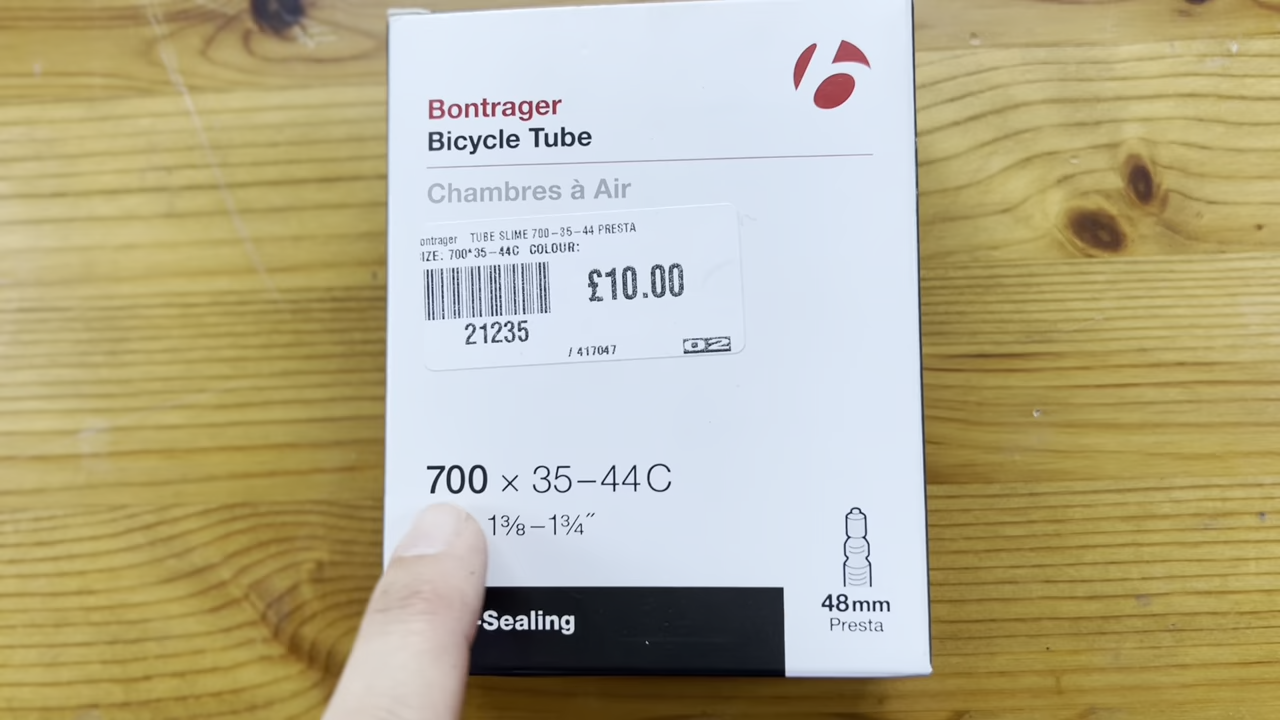 Bontrager
Bicycle Tube
Chambres à Air
ontrager TUBE SLIME 700-35-44 PRESTA
IZE: 700*35-44C COLOUR:
£10.00
21235
/ 417047
02
700 × 35–44C
1⅜–1¾″
-Sealing
48mm
Presta